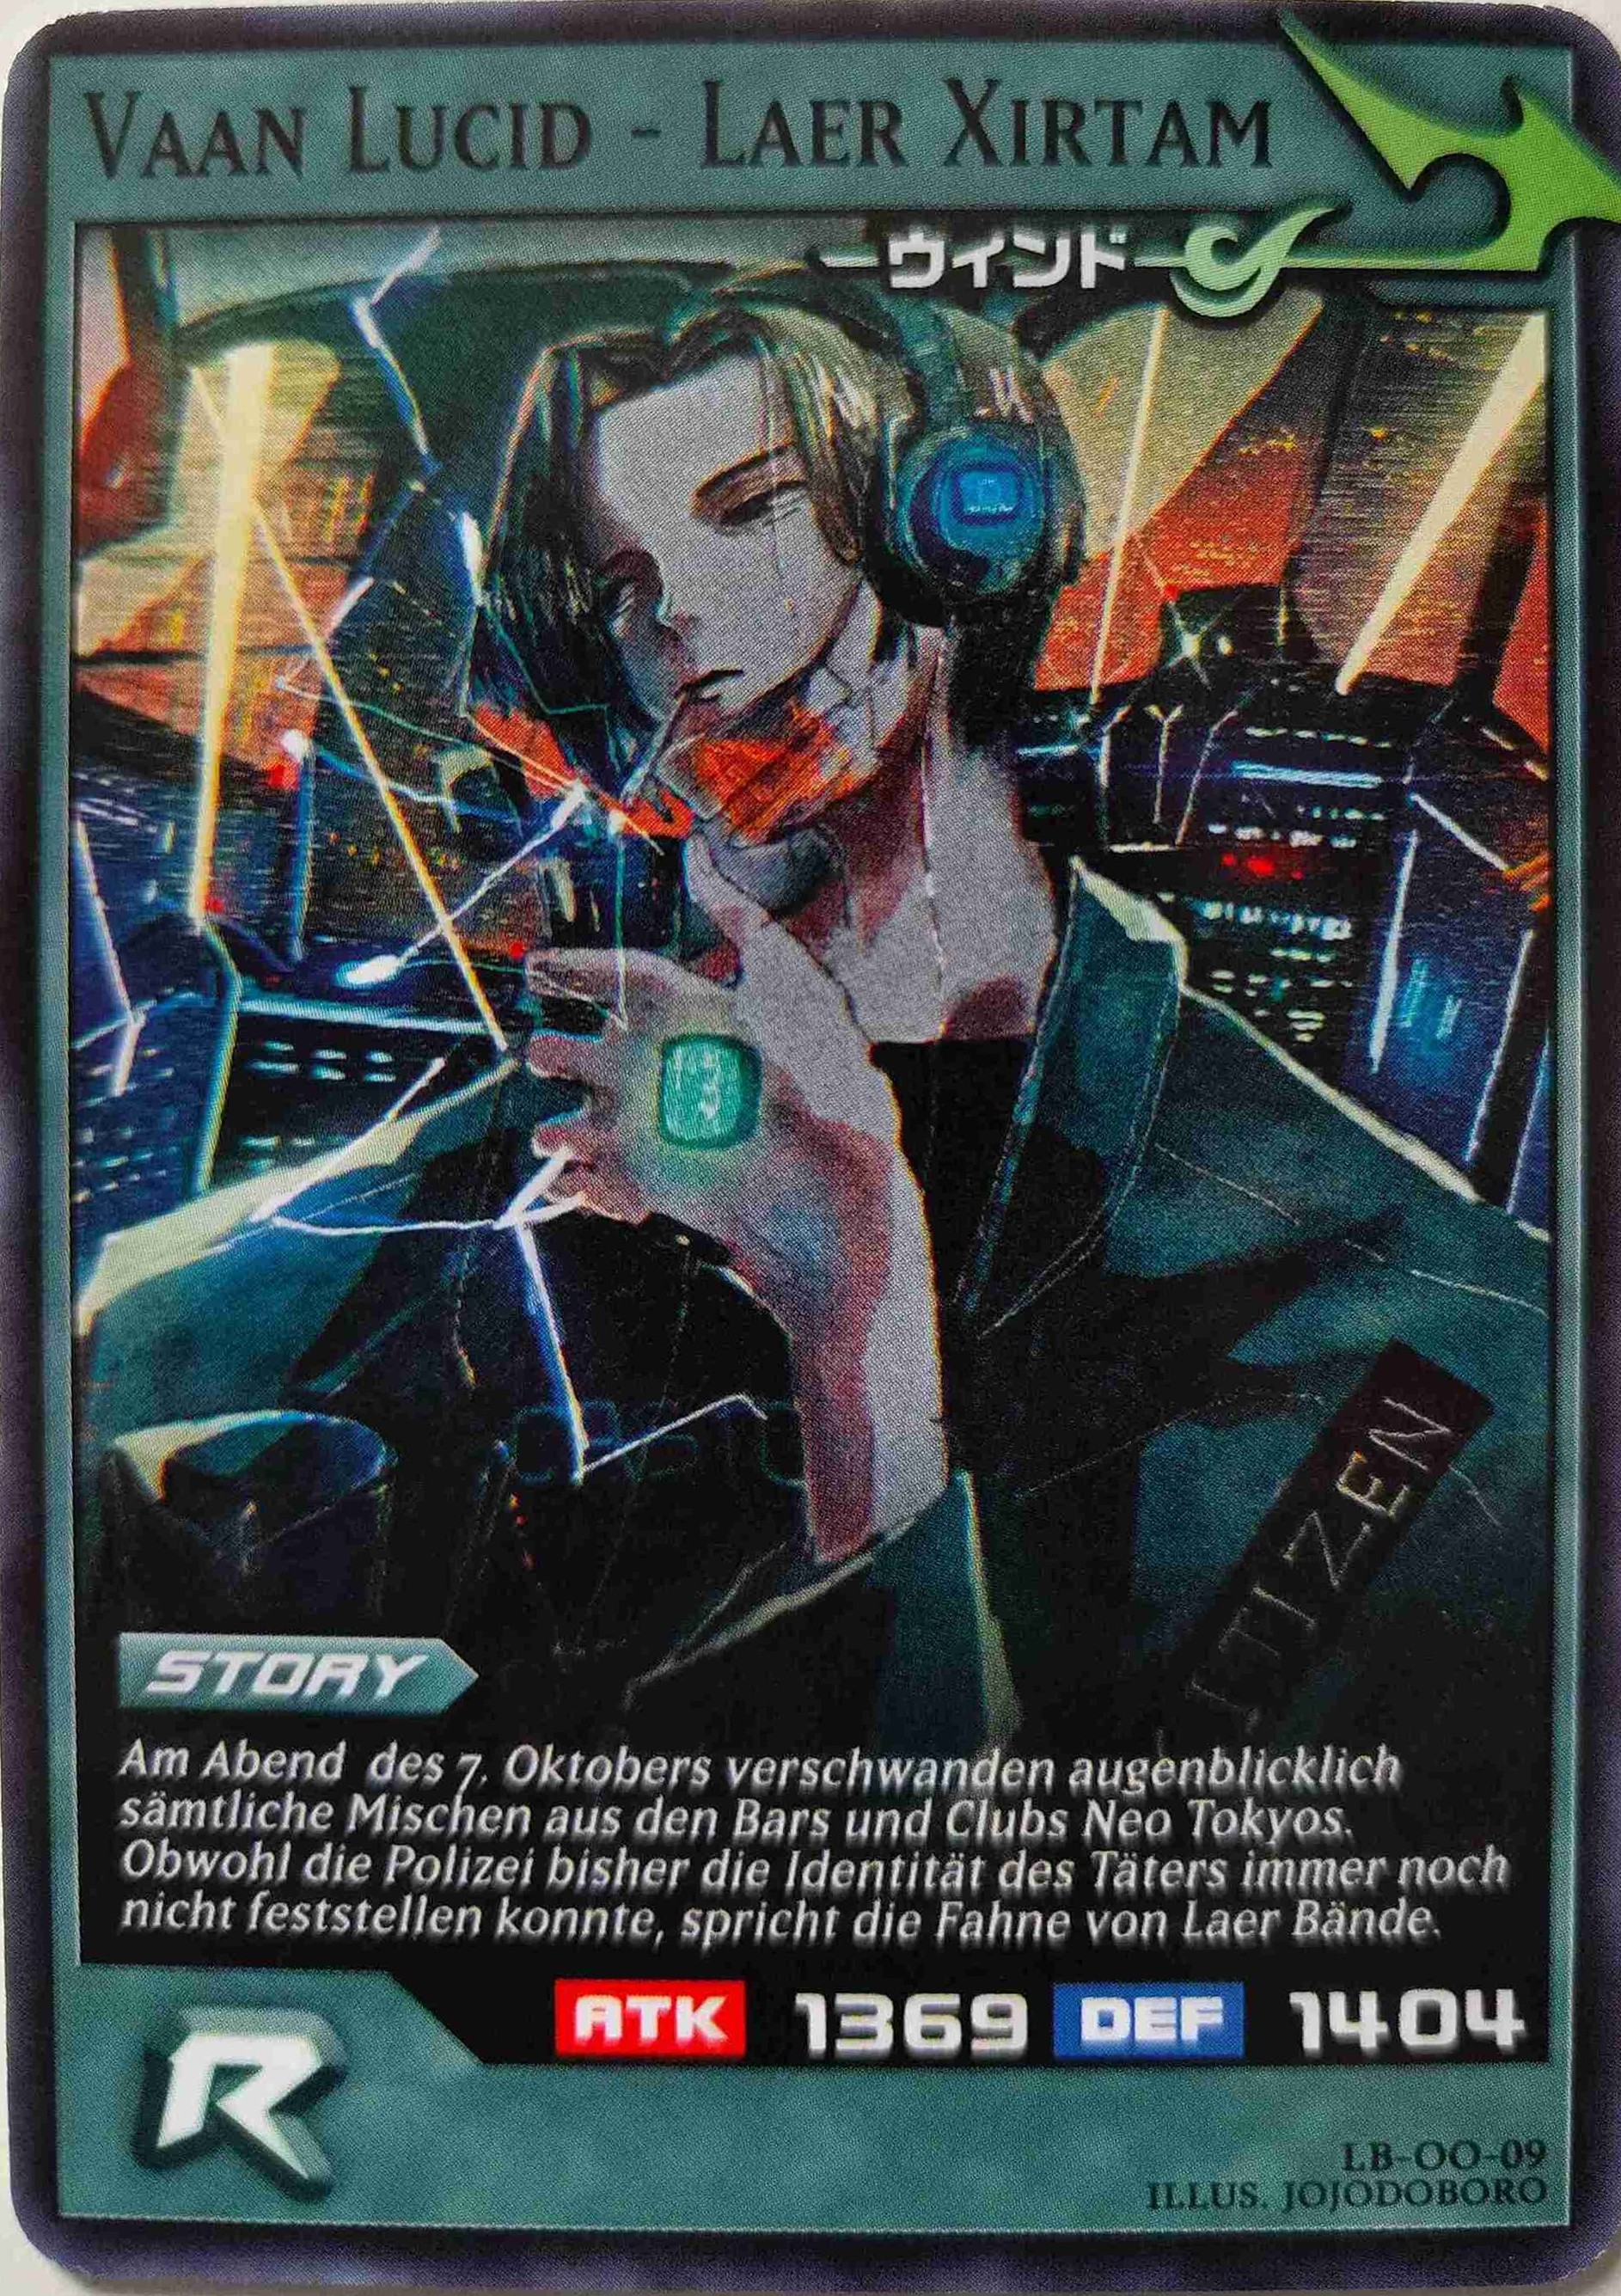 VAAN LUCID - LAER XIRTAM
ウィンド
ITIZEN
STORY
Am Abend des 7. Oktobers verschwanden augenblicklich
sämtliche Mischen aus den Bars und Clubs Neo Tokyos.
Obwohl die Polizei bisher die Identität des Täters immer noch
nicht feststellen konnte, spricht die Fahne von Laer Bände.
ATK 1369 DEF 1404
R
LB-OO-09
ILLUS. JOJODOBORO